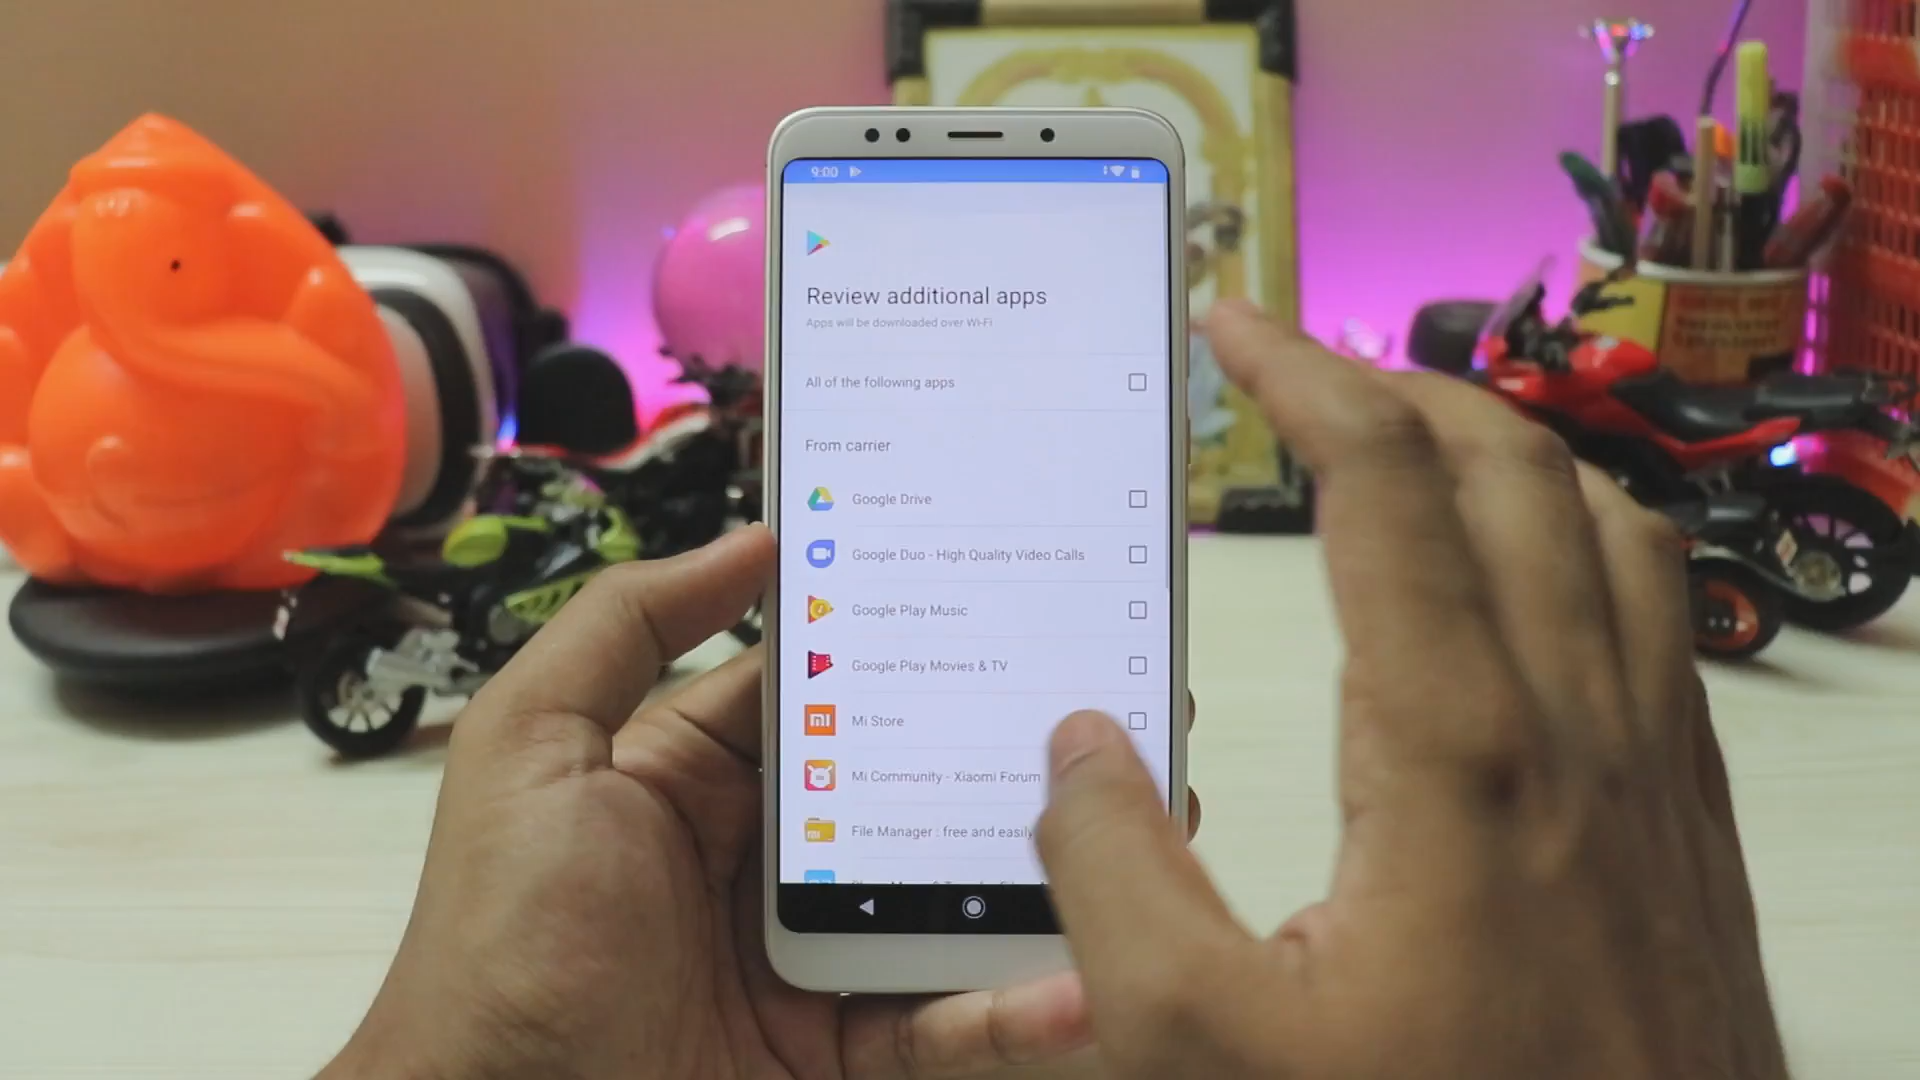 9:00
Review additional apps
Apps will be downloaded over Wi-Fi
All of the following apps
From carrier
Google Drive
Google Duo - High Quality Video Calls
Google Play Music
Google Play Movies & TV
mi
Mi Store
Mi Community - Xiaomi Forum
mi
File Manager : free and easily